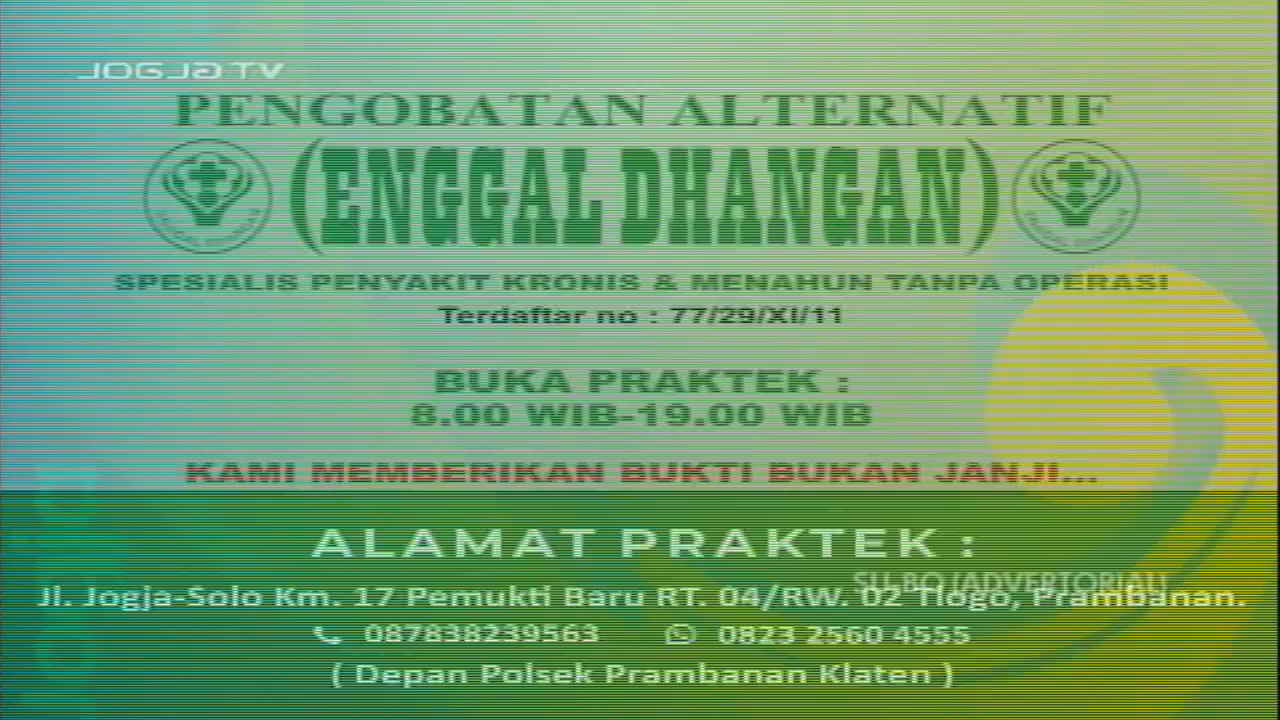 JOGJA TV
PENGOBATAN ALTERNATIF
(ENGGAL DHANGAN)
SPESIALIS PENYAKIT KRONIS & MENAHUN TANPA OPERASI
Terdaftar no : 77/29/XI/11
BUKA PRAKTEK :
8.00 WIB-19.00 WIB
KAMI MEMBERIKAN BUKTI BUKAN JANJI...
ALAMAT PRAKTEK :
SU-BO (ADVERTORIAL)
Jl. Jogja-Solo Km. 17 Pemukti Baru RT. 04/RW. 02 Tlogo, Prambanan.
087838239563 0823 2560 4555
( Depan Polsek Prambanan Klaten )